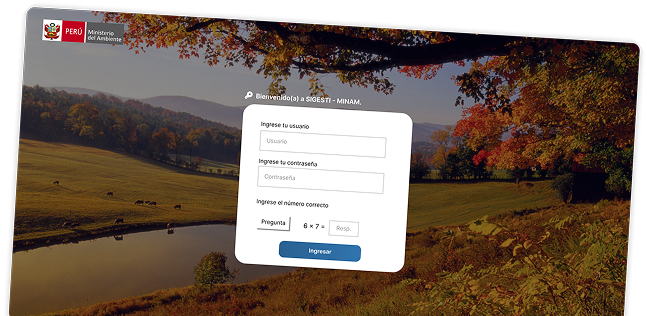 PERÚ
Ministerio
del Ambiente
Bienvenido(a) a SIGESTI - MINAM.
Ingrese tu usuario
Usuario
Ingrese tu contraseña
Contraseña
Ingrese el número correcto
Pregunta 6 × 7 = Resp.
Ingresar